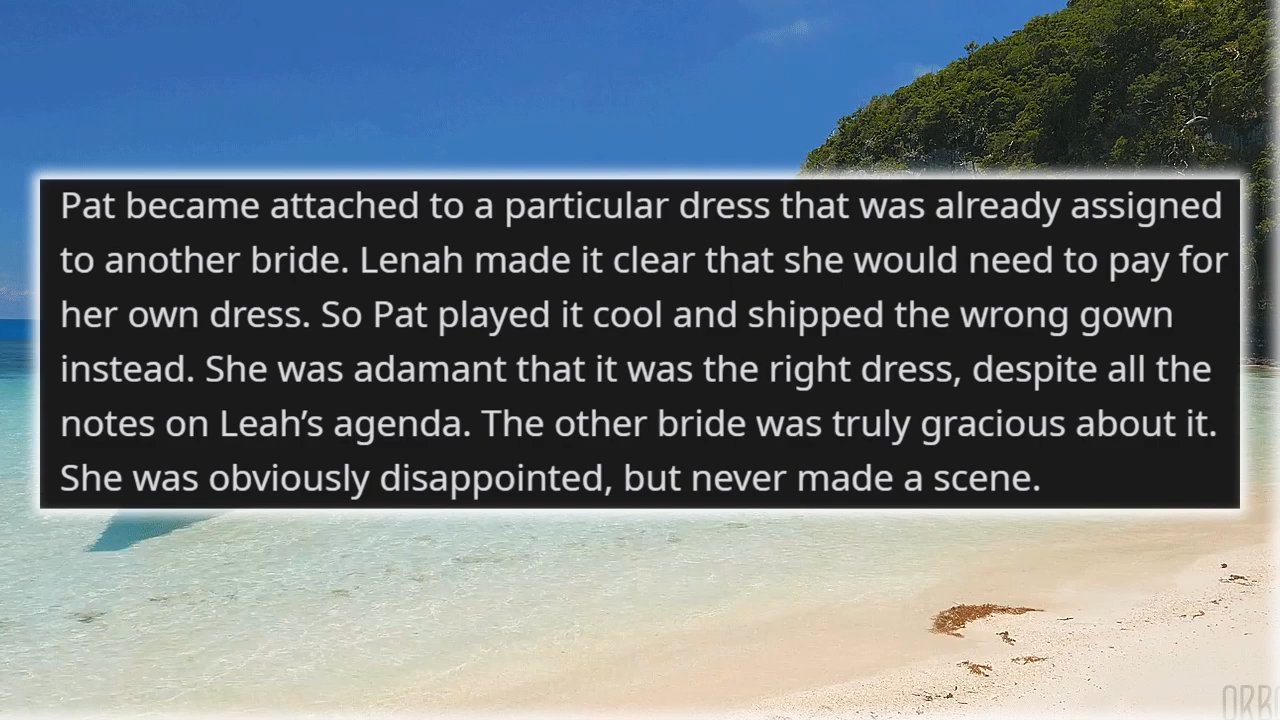 Pat became attached to a particular dress that was already assigned
to another bride. Lenah made it clear that she would need to pay for
her own dress. So Pat played it cool and shipped the wrong gown
instead. She was adamant that it was the right dress, despite all the
notes on Leah’s agenda. The other bride was truly gracious about it.
She was obviously disappointed, but never made a scene.